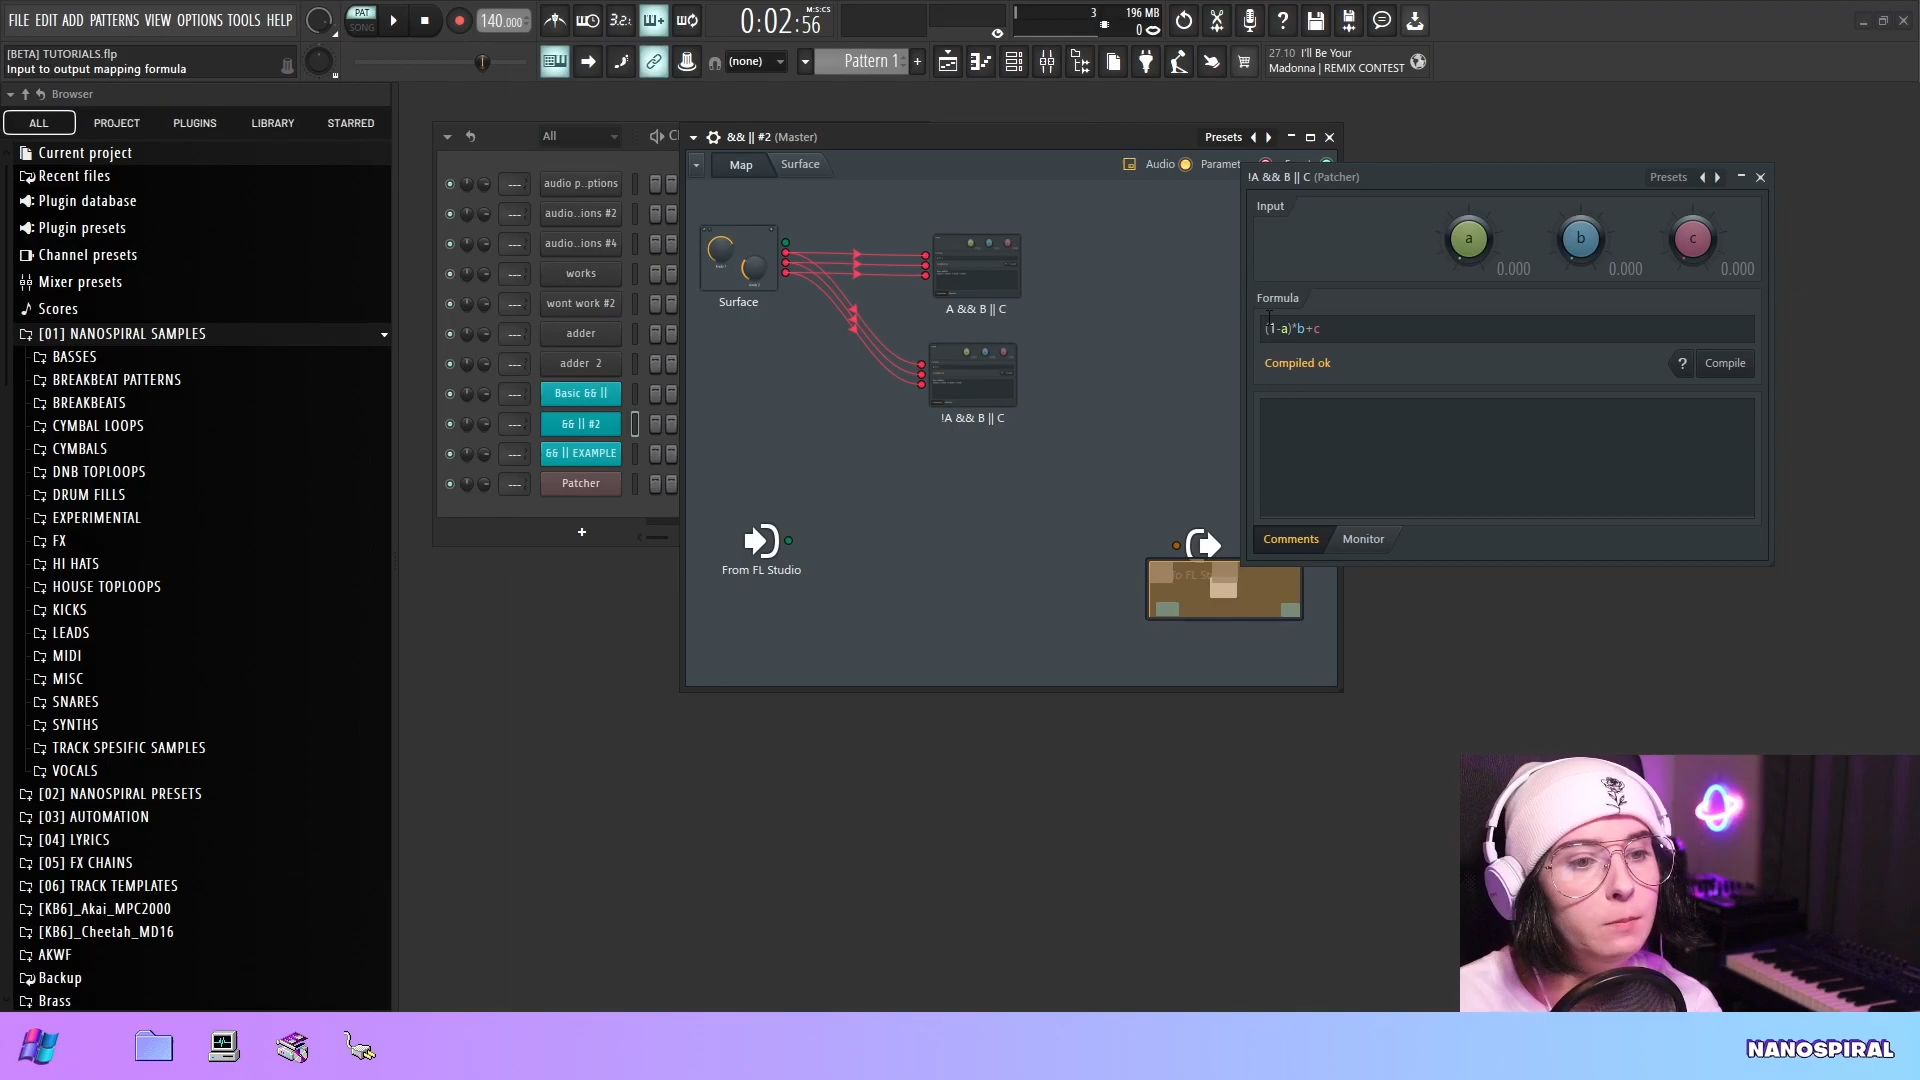 FILE EDIT ADD PATTERNS VIEW OPTIONS TOOLS HELP
PAT
SONG
140.000
3.2.
0:02:56
M:S:CS
3
196 MB
0
[BETA] TUTORIALS.flp
Input to output mapping formula
(none)
Pattern 1
+
27.10 I'll Be Your
Madonna | REMIX CONTEST
Browser
ALL
PROJECT
PLUGINS
LIBRARY
STARRED
Current project
Recent files
Plugin database
Plugin presets
Channel presets
Mixer presets
Scores
[01] NANOSPIRAL SAMPLES
BASSES
BREAKBEAT PATTERNS
BREAKBEATS
CYMBAL LOOPS
CYMBALS
DNB TOPLOOPS
DRUM FILLS
EXPERIMENTAL
FX
HI HATS
HOUSE TOPLOOPS
KICKS
LEADS
MIDI
MISC
SNARES
SYNTHS
TRACK SPESIFIC SAMPLES
VOCALS
[02] NANOSPIRAL PRESETS
[03] AUTOMATION
[04] LYRICS
[05] FX CHAINS
[06] TRACK TEMPLATES
[KB6]_Akai_MPC2000
[KB6]_Cheetah_MD16
AKWF
Backup
Brass
All
audio p..ptions
audio..ions #2
audio..ions #4
works
wont work #2
adder
adder 2
Basic && ||
&& || #2
&& || EXAMPLE
Patcher
+
&& || #2 (Master)
Presets
Map
Surface
Audio
Paramet
Surface
A && B || C
!A && B || C
From FL Studio
To FL St
!A && B || C (Patcher)
Presets
Input
a
b
c
0.000
0.000
0.000
Formula
(1-a)*b+c
Compiled ok
?
Compile
Comments
Monitor
NANOSPIRAL